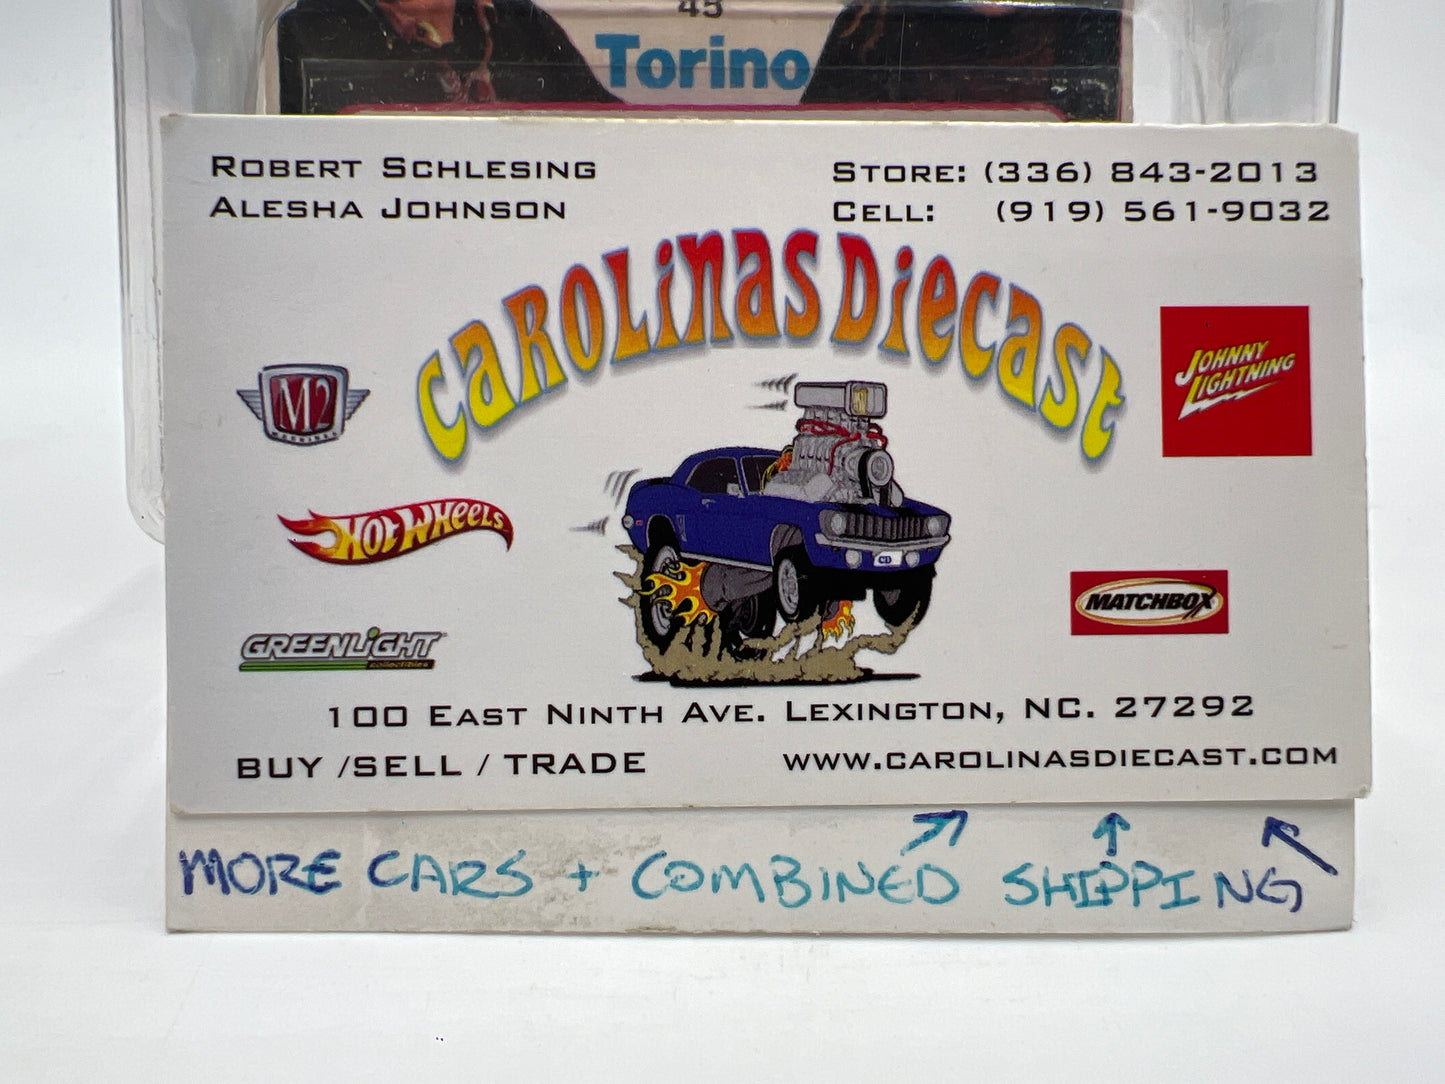 45
Torino
ROBERT SCHLESING
ALESHA JOHNSON
STORE: (336) 843-2013
CELL: (919) 561-9032
CAROLINAS DIECAST
M2
MACHINES
JOHNNY
LIGHTNING
HOT WHEELS
MATCHBOX
GREENLIGHT
collectibles
100 EAST NINTH AVE. LEXINGTON, NC. 27292
BUY /SELL / TRADE
WWW.CAROLINASDIECAST.COM
MORE CARS + COMBINED SHIPPING